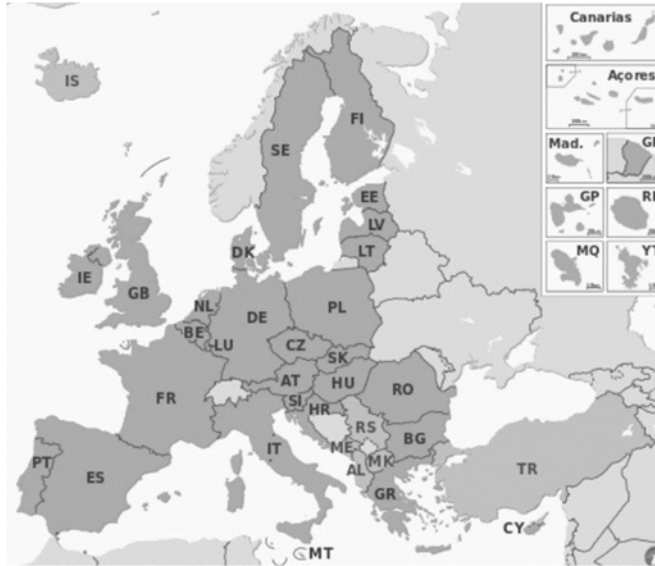 Canarias
Açores
IS
FI
SE
Mad.
EE
GP
LV
DK
LT
MQ
YT
IE
GB
NL
DE
PL
BE
LU
CZ
SK
AT
HU
RO
FR
SI
HR
RS
BG
IT
ME
PT
AL
MK
ES
TR
GR
CY
MT